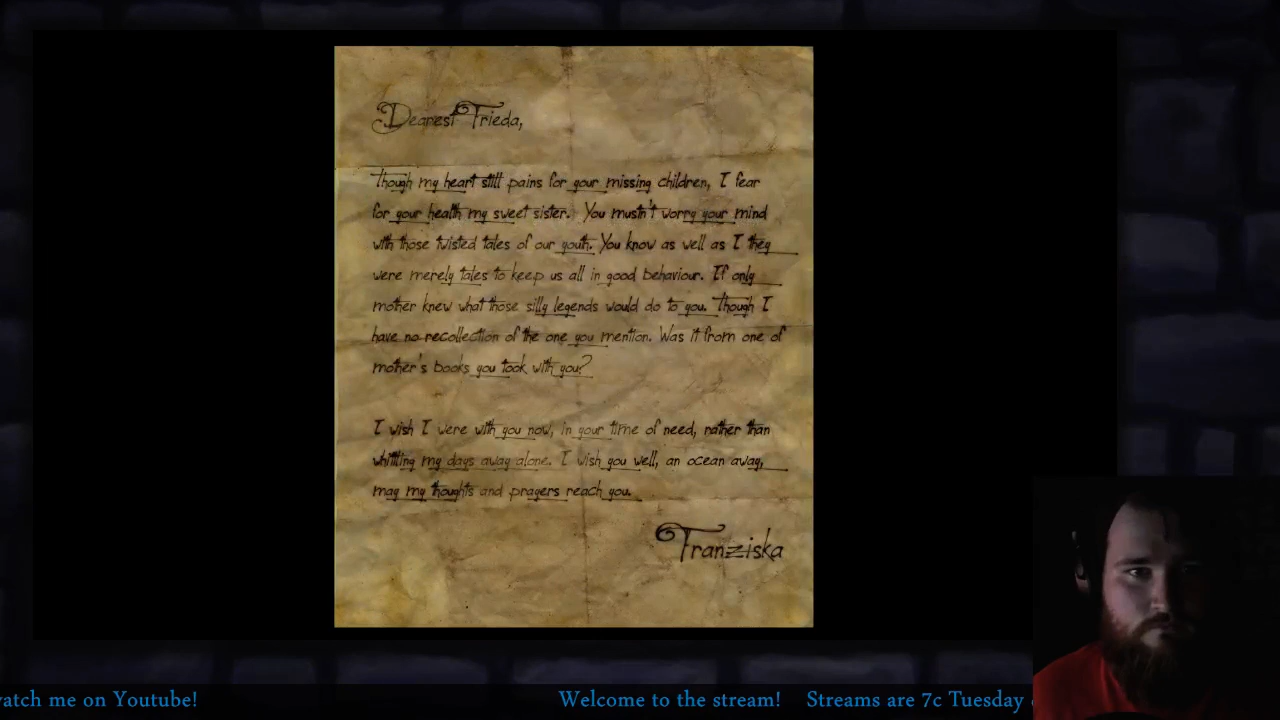 Dearest Frieda,
Though my heart still pains for your missing children, I fear
for your health my sweet sister. You mustn't worry your mind
with those twisted tales of our youth. You know as well as I they
were merely tales to keep us all in good behaviour. If only
mother knew what those silly legends would do to you. Though I
have no recollection of the one you mention. Was it from one of
mother's books you took with you?
I wish I were with you now, in your time of need, rather than
whittling my days away alone. I wish you well, an ocean away,
may my thoughts and prayers reach you.
Franziska
watch me on Youtube! Welcome to the stream! Streams are 7c Tuesday